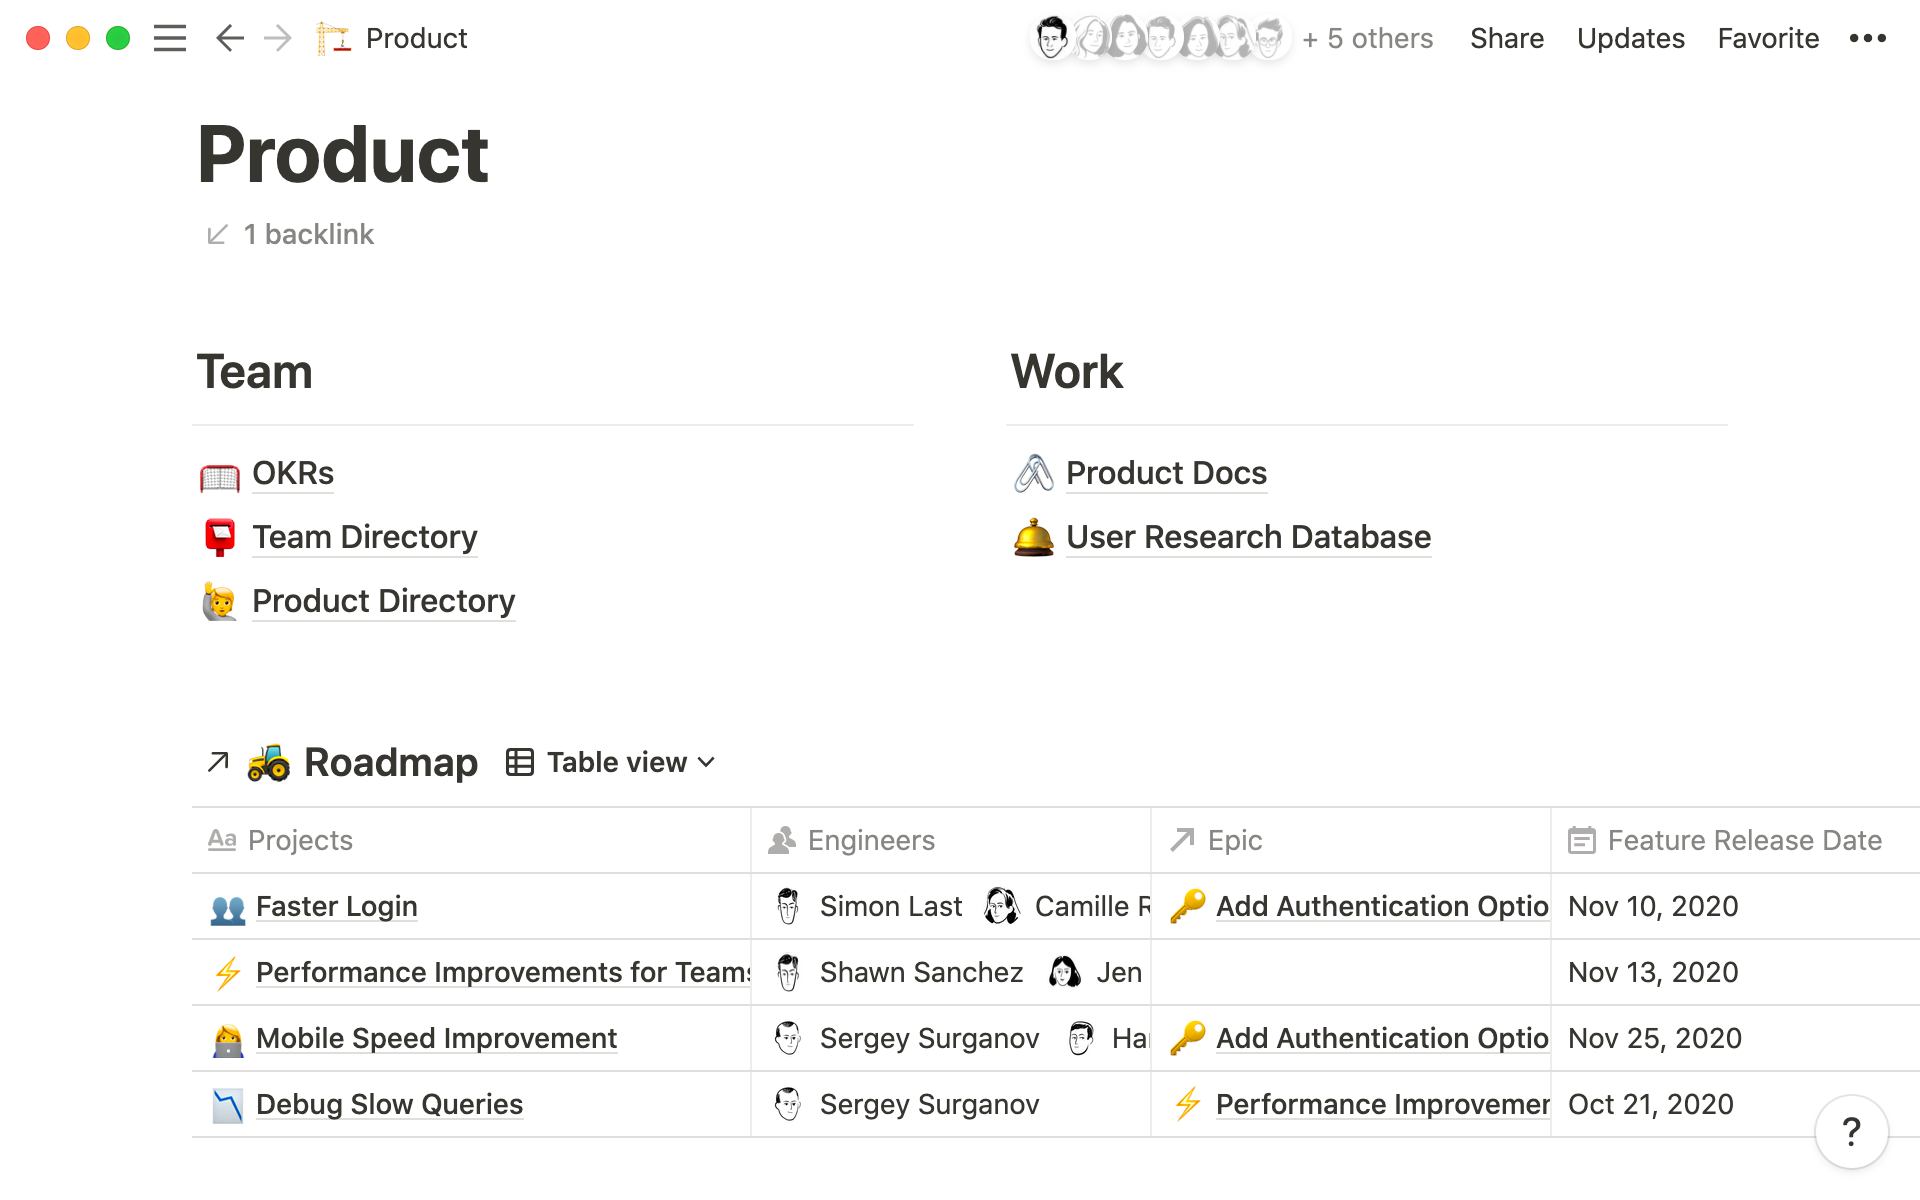 Product
+ 5 others
Share
Updates
Favorite
Product
1 backlink
Team
OKRs
Team Directory
Product Directory
Work
Product Docs
User Research Database
Roadmap
Table view
Aa Projects
Engineers
Epic
Feature Release Date
Faster Login
Simon Last
Camille R
Add Authentication Optio
Nov 10, 2020
Performance Improvements for Teams
Shawn Sanchez
Jen
Nov 13, 2020
Mobile Speed Improvement
Sergey Surganov
Har
Add Authentication Optio
Nov 25, 2020
Debug Slow Queries
Sergey Surganov
Performance Improvemen
Oct 21, 2020
?